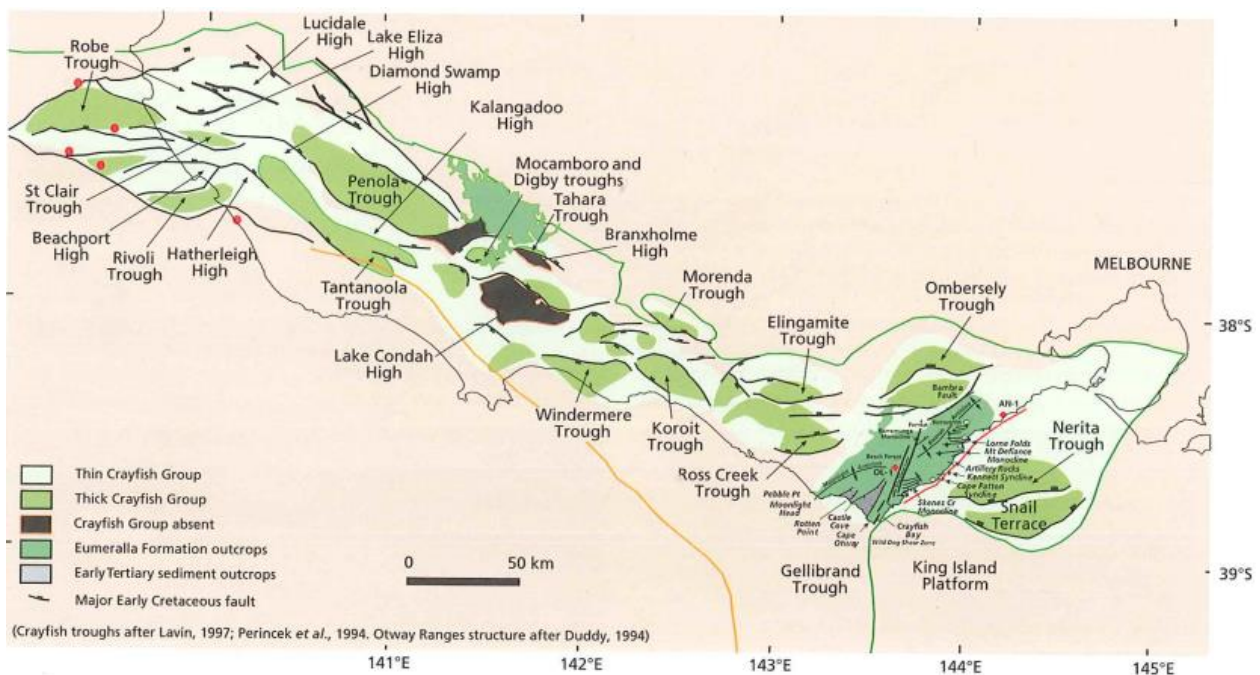 Robe
Trough
Lucidale
High
Lake Eliza
High
Diamond Swamp
High
Kalangadoo
High
Mocamboro and
Digby troughs
Tahara
Trough
Branxholme
High
Penola
Trough
St Clair
Trough
Beachport
High
Rivoli
Trough
Hatherleigh
High
Tantanoola
Trough
Morenda
Trough
MELBOURNE
Ombersely
Trough
Elingamite
Trough
38°S
Lake Condah
High
Windermere
Trough
Koroit
Trough
Ross Creek
Trough
Bambra
Fault
AN-1
Nerita
Trough
Lorne Folds
Mt Defiance
Monocline
Artillery Rocks
Kennett Syncline
Cape Patton
Syncline
Skenes Cr
Monocline
Snail
Terrace
Pebble Pt
Moonlight
Head
Rotten
Point
Castle
Cove
Cape
Otway
Crayfish
Bay
Wild Dog Shear Zone
Gellibrand
Trough
King Island
Platform
39°S
Thin Crayfish Group
Thick Crayfish Group
Crayfish Group absent
Eumeralla Formation outcrops
Early Tertiary sediment outcrops
Major Early Cretaceous fault
0 50 km
(Crayfish troughs after Lavin, 1997; Perincek et al., 1994. Otway Ranges structure after Duddy, 1994)
141°E 142°E 143°E 144°E 145°E